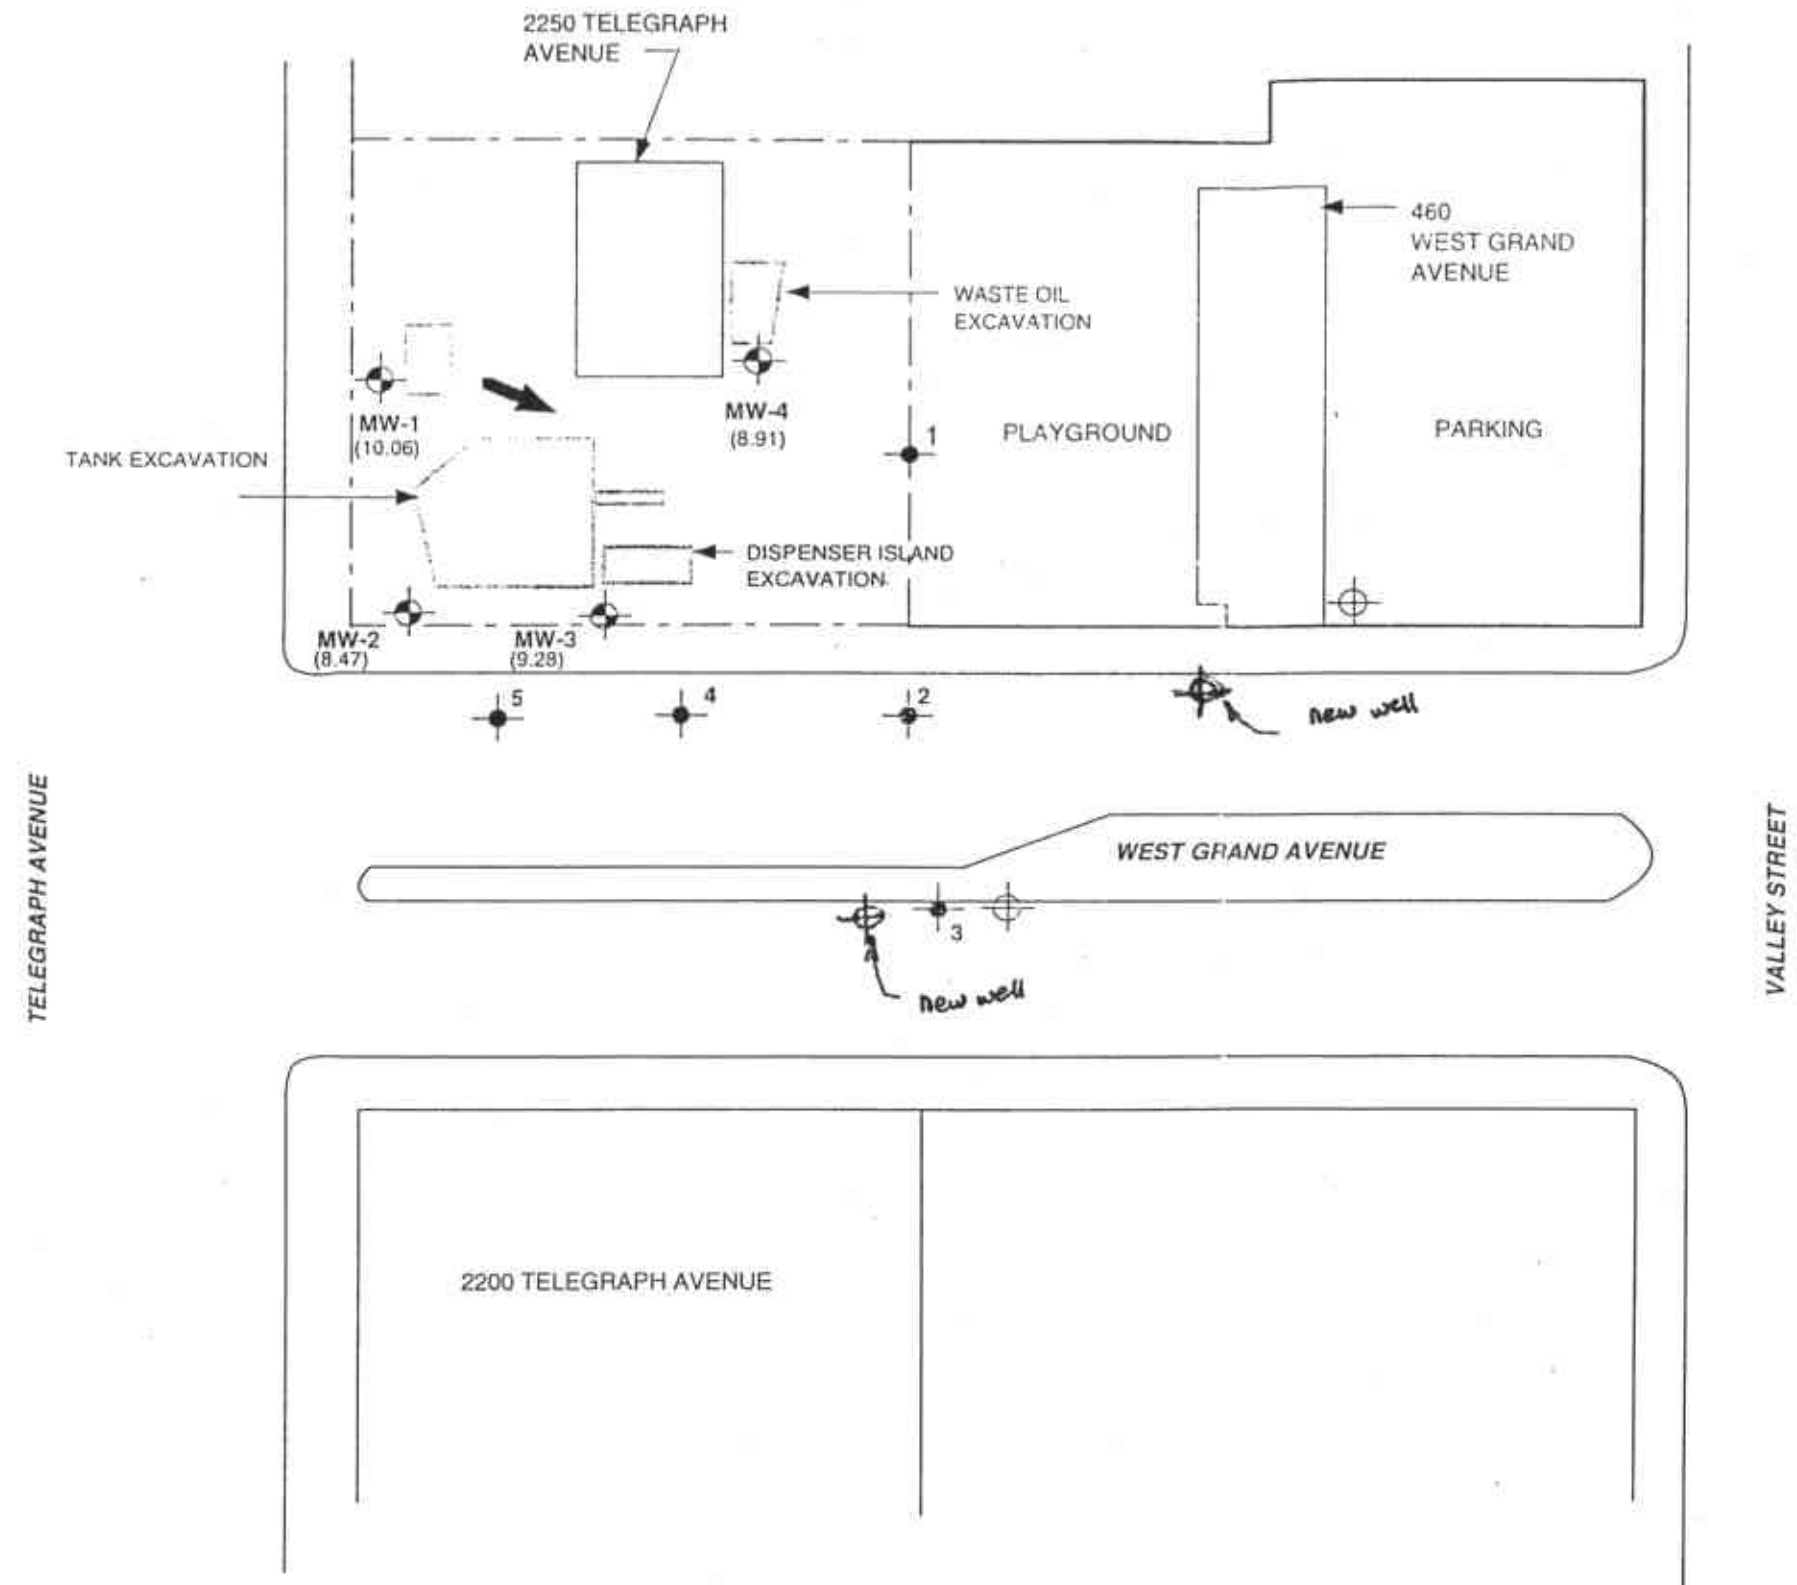 2250 TELEGRAPH
AVENUE
460
WEST GRAND
AVENUE
WASTE OIL
EXCAVATION
MW-1
(10.06)
MW-4
(8.91)
1
PLAYGROUND
PARKING
TANK EXCAVATION
DISPENSER ISLAND
EXCAVATION
MW-2
(8.47)
MW-3
(9.28)
5
4
2
new well
TELEGRAPH AVENUE
WEST GRAND AVENUE
VALLEY STREET
3
new well
2200 TELEGRAPH AVENUE